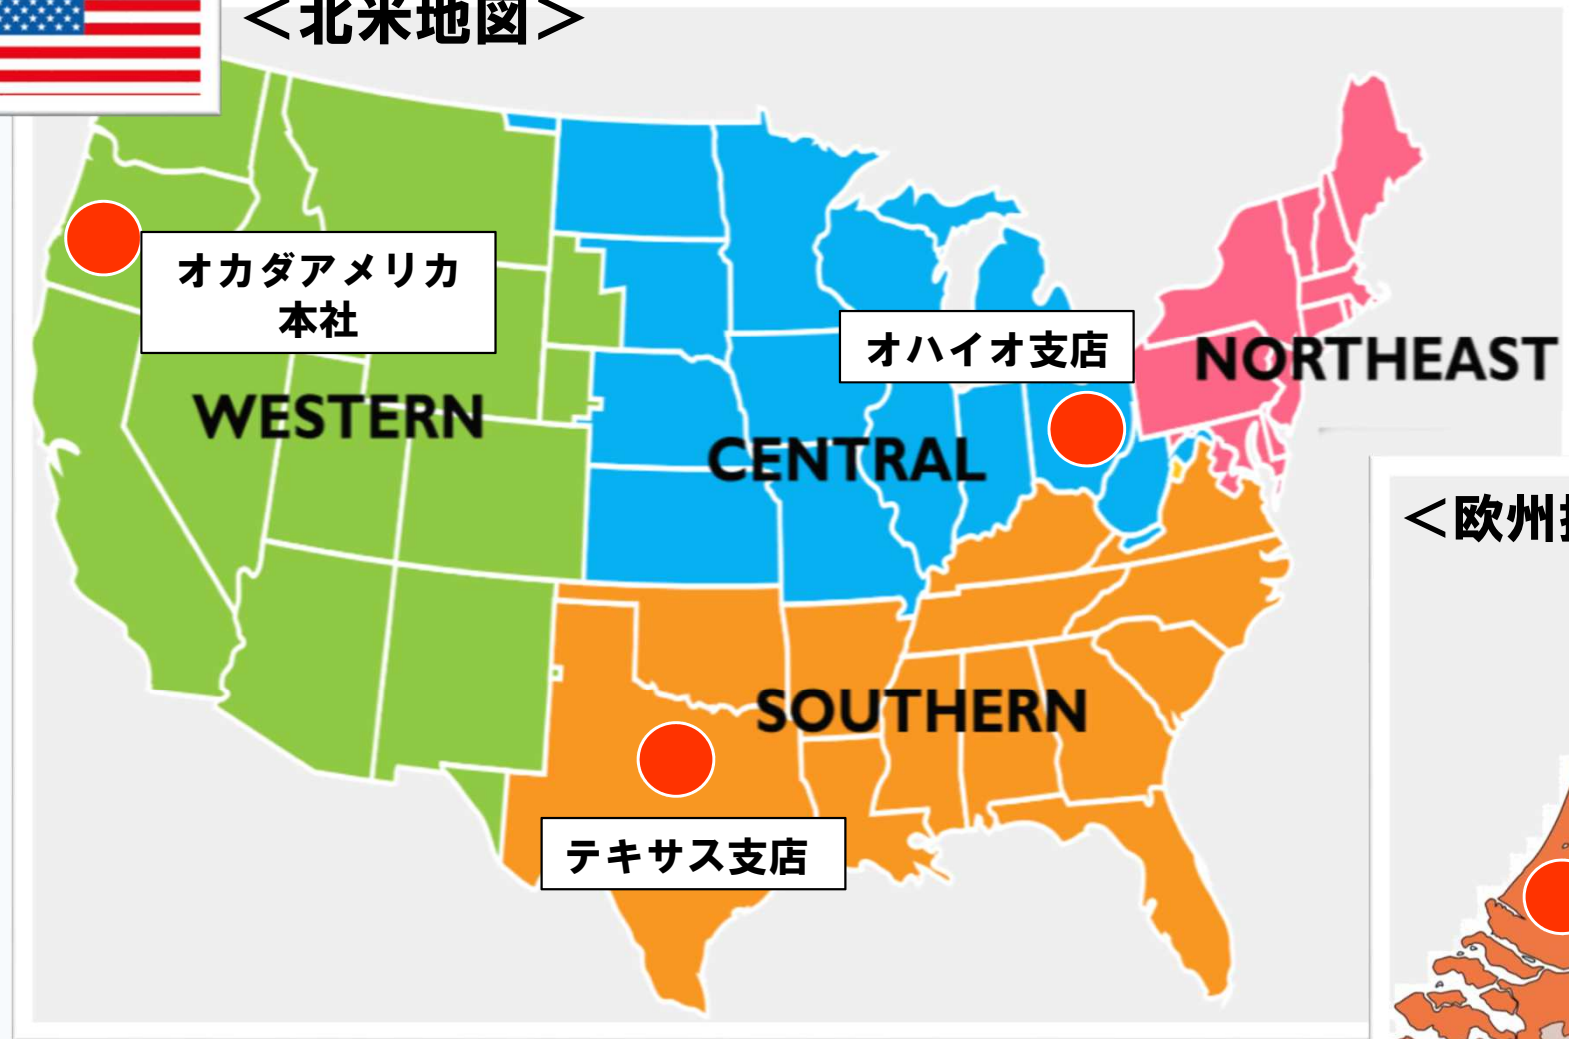 ＜北米地図＞
オカダアメリカ
本社
オハイオ支店
NORTHEAST
WESTERN
CENTRAL
＜欧州
SOUTHERN
テキサス支店